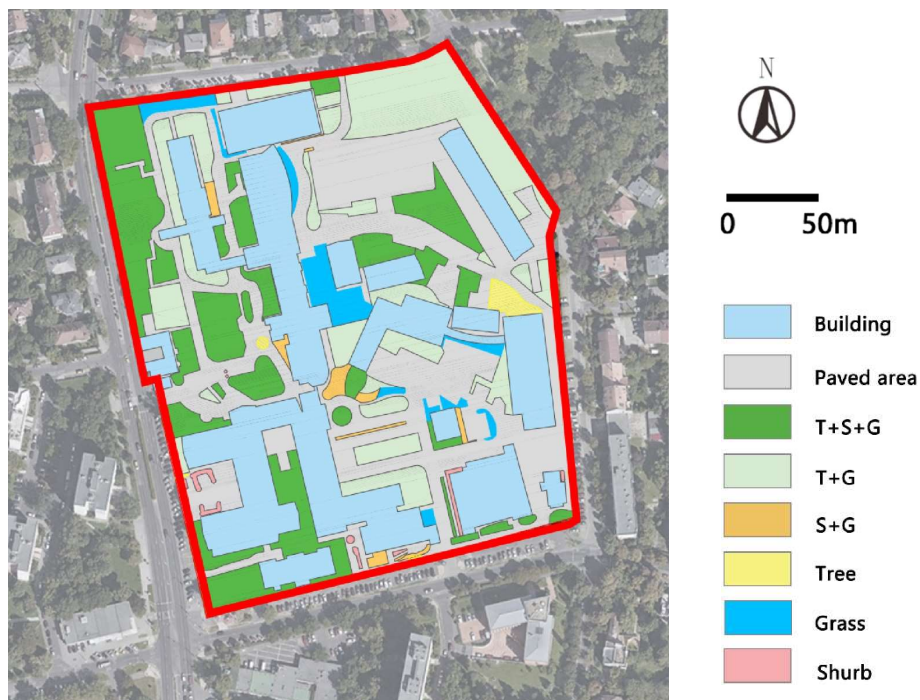 N
0 50m
Building
Paved area
T+S+G
T+G
S+G
Tree
Grass
Shurb